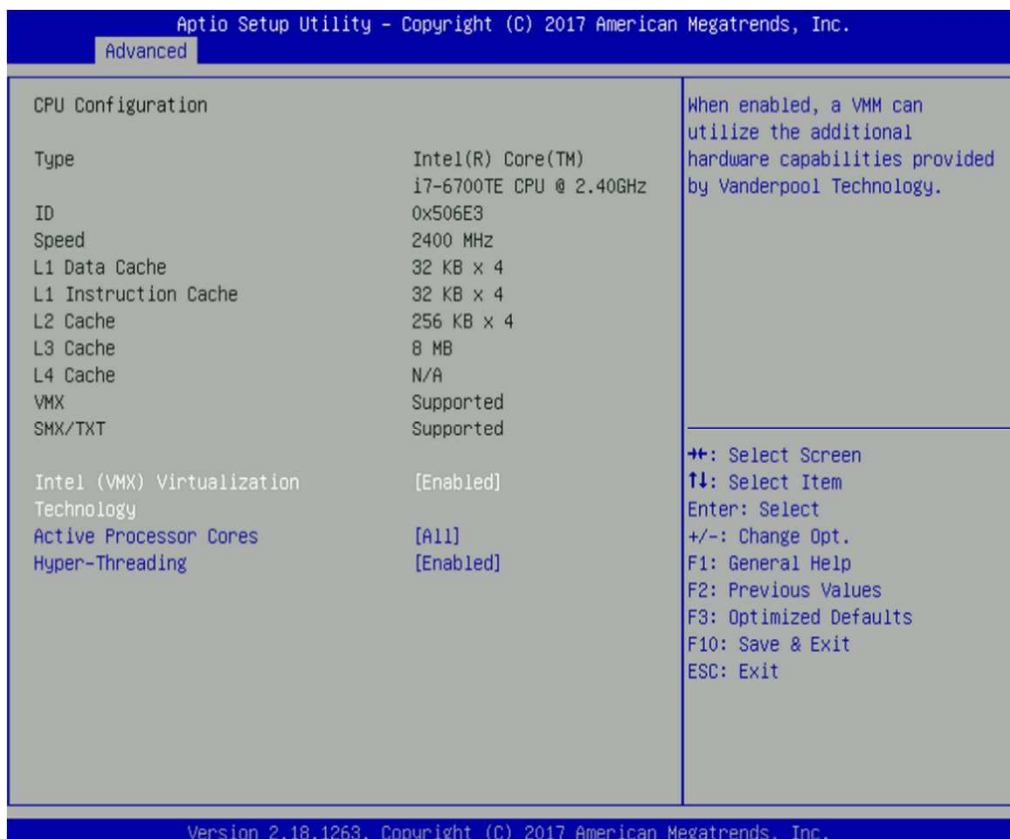 Aptio Setup Utility – Copyright (C) 2017 American Megatrends, Inc.
Advanced
CPU Configuration
Type Intel(R) Core(TM)
i7-6700TE CPU @ 2.40GHz
ID 0x506E3
Speed 2400 MHz
L1 Data Cache 32 KB x 4
L1 Instruction Cache 32 KB x 4
L2 Cache 256 KB x 4
L3 Cache 8 MB
L4 Cache N/A
VMX Supported
SMX/TXT Supported
Intel (VMX) Virtualization [Enabled]
Technology
Active Processor Cores [All]
Hyper-Threading [Enabled]
When enabled, a VMM can
utilize the additional
hardware capabilities provided
by Vanderpool Technology.
→←: Select Screen
↑↓: Select Item
Enter: Select
+/-: Change Opt.
F1: General Help
F2: Previous Values
F3: Optimized Defaults
F10: Save & Exit
ESC: Exit
Version 2.18.1263. Copyright (C) 2017 American Megatrends, Inc.